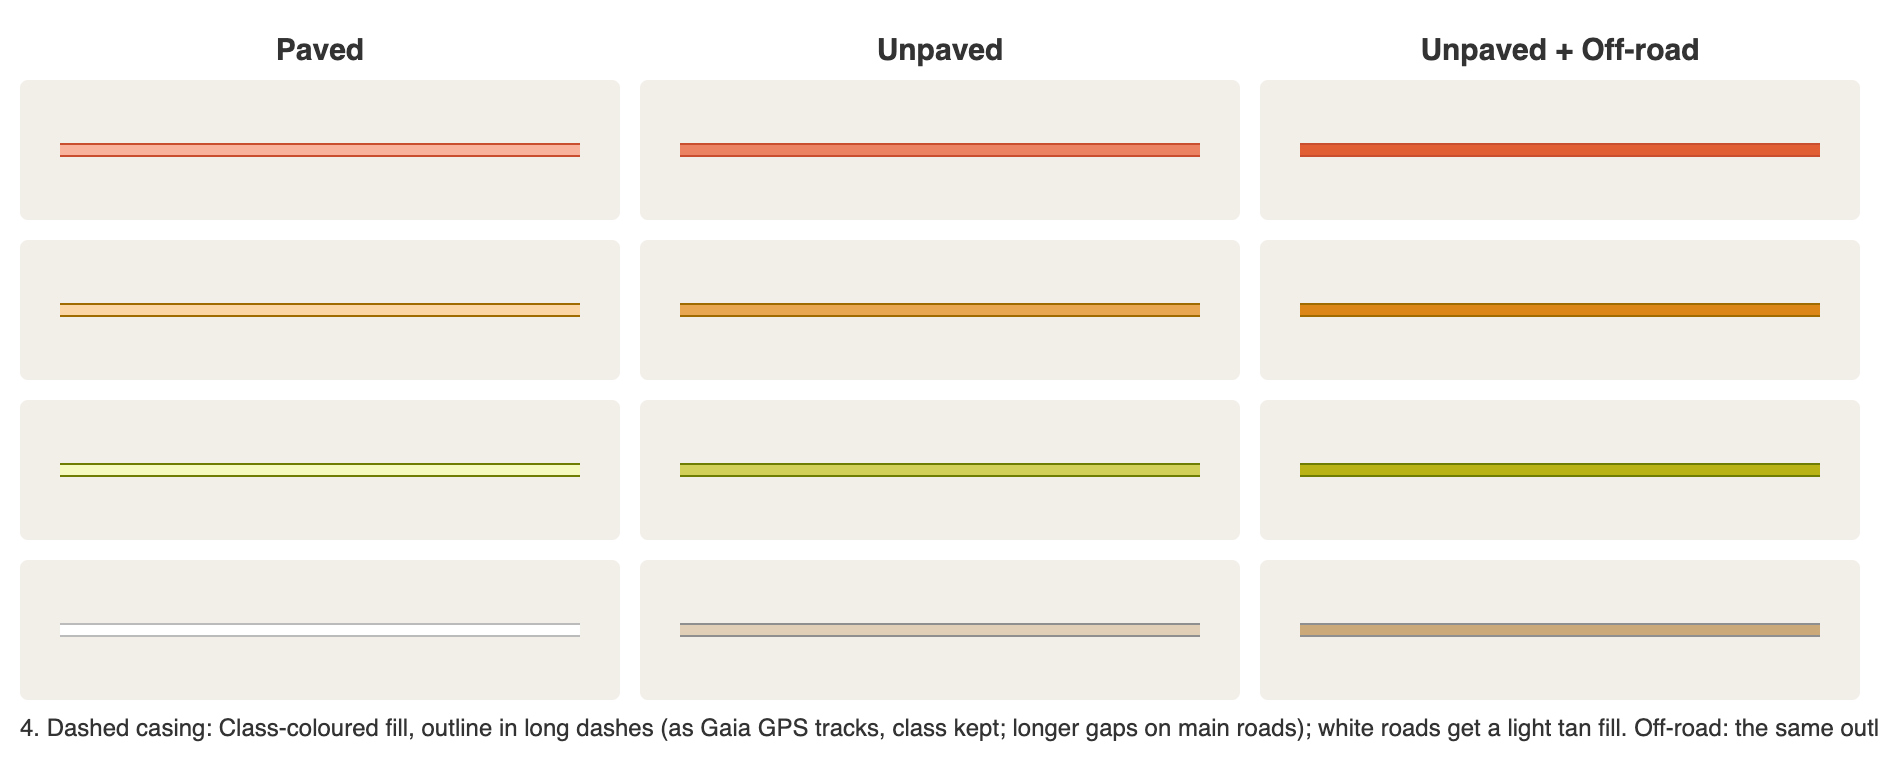 Paved
Unpaved
Unpaved + Off-road
4. Dashed casing: Class-coloured fill, outline in long dashes (as Gaia GPS tracks, class kept; longer gaps on main roads); white roads get a light tan fill. Off-road: the same outl